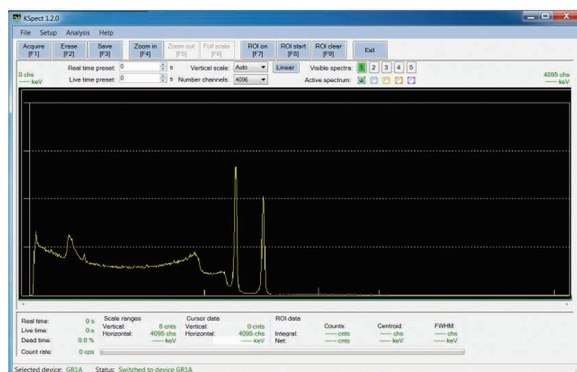 KSpect 1.2.0
File Setup Analysis Help
Acquire Erase Save Zoom in Zoom out Full scale ROI on ROI start ROI clear Exit
[F1] [F2] [F3] [F4] [F5] [F6] [F7] [F8] [F9]
Real time preset: 0 s Vertical scale: Auto Linear Visible spectra: 1 2 3 4 5
0 chs 4095 chs
Live time preset: 0 s Number channels: 4096 Active spectrum:
---- keV ---- keV
Real time: 0 s Scale ranges Cursor data ROI data
Live time: 0 s Vertical: 8 cnts Vertical: 0 cnts Counts: Centroid: FWHM:
Dead time: 0.0 % Horizontal: 4095 chs Horizontal: 4095 chs Integral: ---- cnts ---- chs ---- chs
---- keV ---- keV Net: ---- cnts ---- keV ---- keV
Count rate: 0 cps
Selected device: GR1A Status: Switched to device GR1A